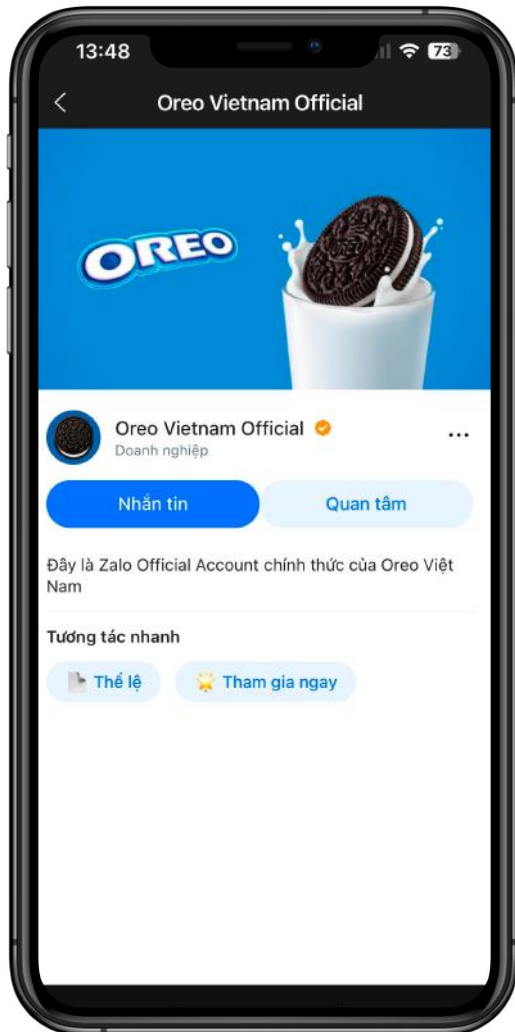 13:48
73
Oreo Vietnam Official
OREO
OREO
Oreo Vietnam Official
Doanh nghiệp
Nhắn tin
Quan tâm
Đây là Zalo Official Account chính thức của Oreo Việt
Nam
Tương tác nhanh
Thể lệ
Tham gia ngay